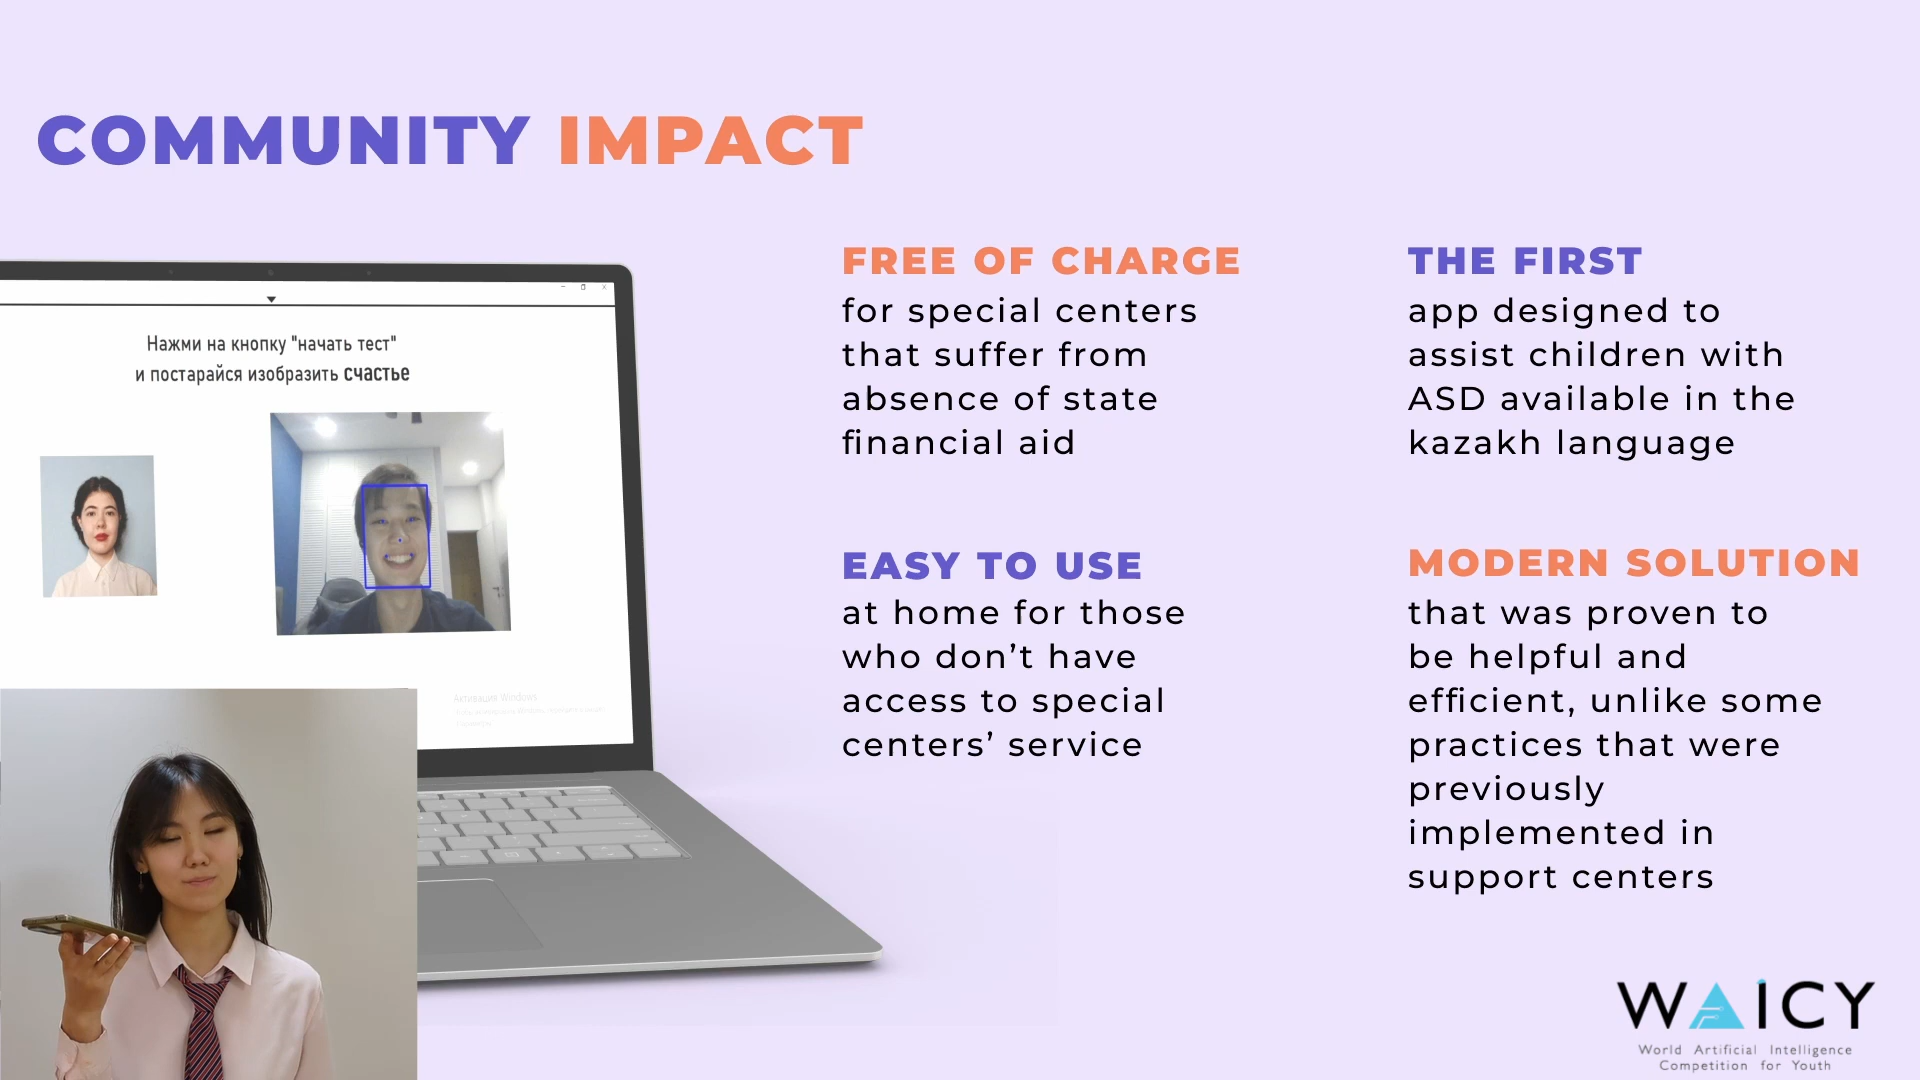 COMMUNITY IMPACT
Нажми на кнопку "начать тест"
и постарайся изобразить счастье
Активация Windows
FREE OF CHARGE
for special centers
that suffer from
absence of state
financial aid
THE FIRST
app designed to
assist children with
ASD available in the
kazakh language
EASY TO USE
at home for those
who don’t have
access to special
centers’ service
MODERN SOLUTION
that was proven to
be helpful and
efficient, unlike some
practices that were
previously
implemented in
support centers
WAICY
World Artificial Intelligence
Competition for Youth